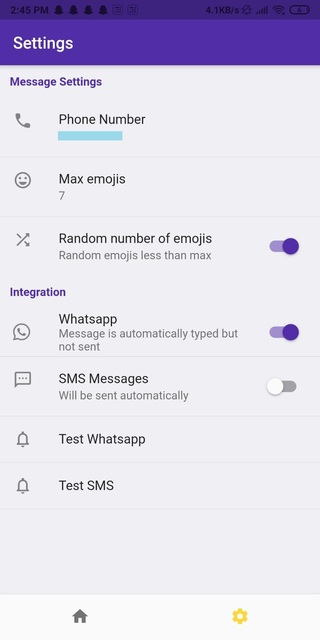 2:45 PM
4.1KB/s
6
Settings
Message Settings
Phone Number
Max emojis
7
Random number of emojis
Random emojis less than max
Integration
Whatsapp
Message is automatically typed but
not sent
SMS Messages
Will be sent automatically
Test Whatsapp
Test SMS